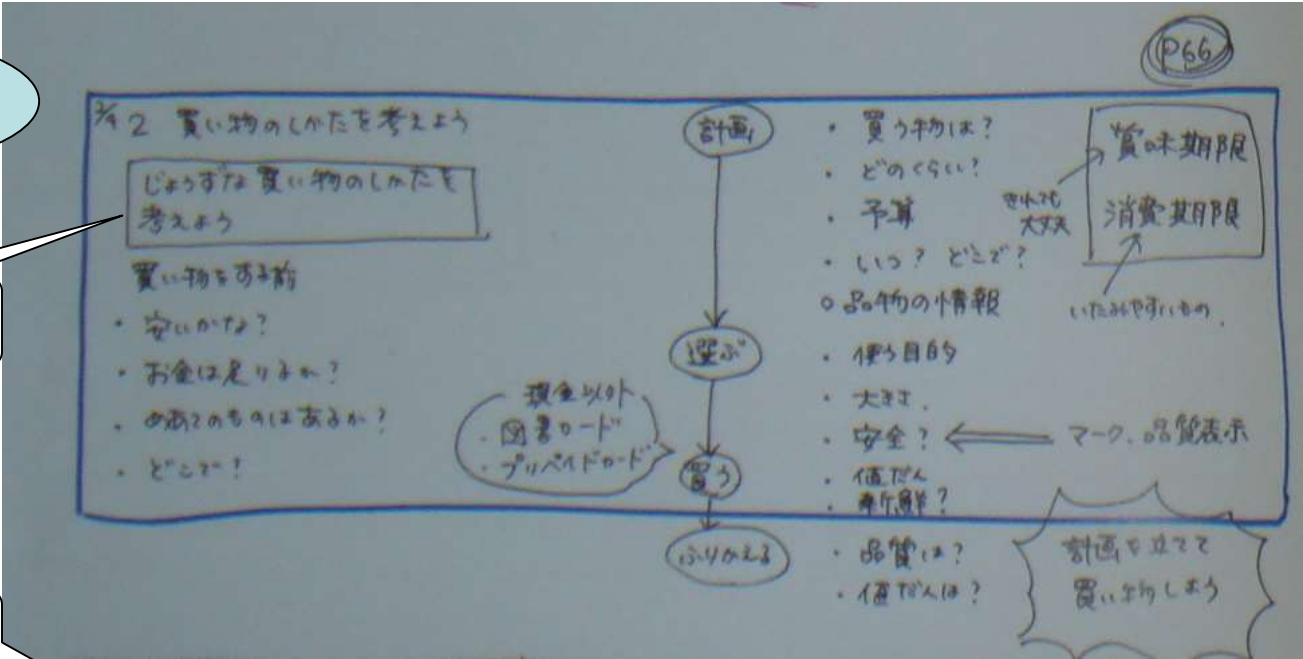 P66
2 買い物のしかたを考えよう
じょうずな買い物のしかたを
考えよう
買い物をする前
・安いかな?
・お金は足りるか?
・めあてのものはあるか?
・どこで?
計画
選ぶ
現金以外
・図書カード
・プリペイドカード
買う
ふりかえる
・買う物は?
・どのくらい?
・予算
・いつ? どこで?
○品物の情報
・使う目的
・大きさ
・安全?
マーク、品質表示
・値だん
・新鮮?
・品質は?
・値だんは?
賞味期限
消費期限
きれても
大丈夫
いたみやすいもの
計画を立てて
買い物しよう